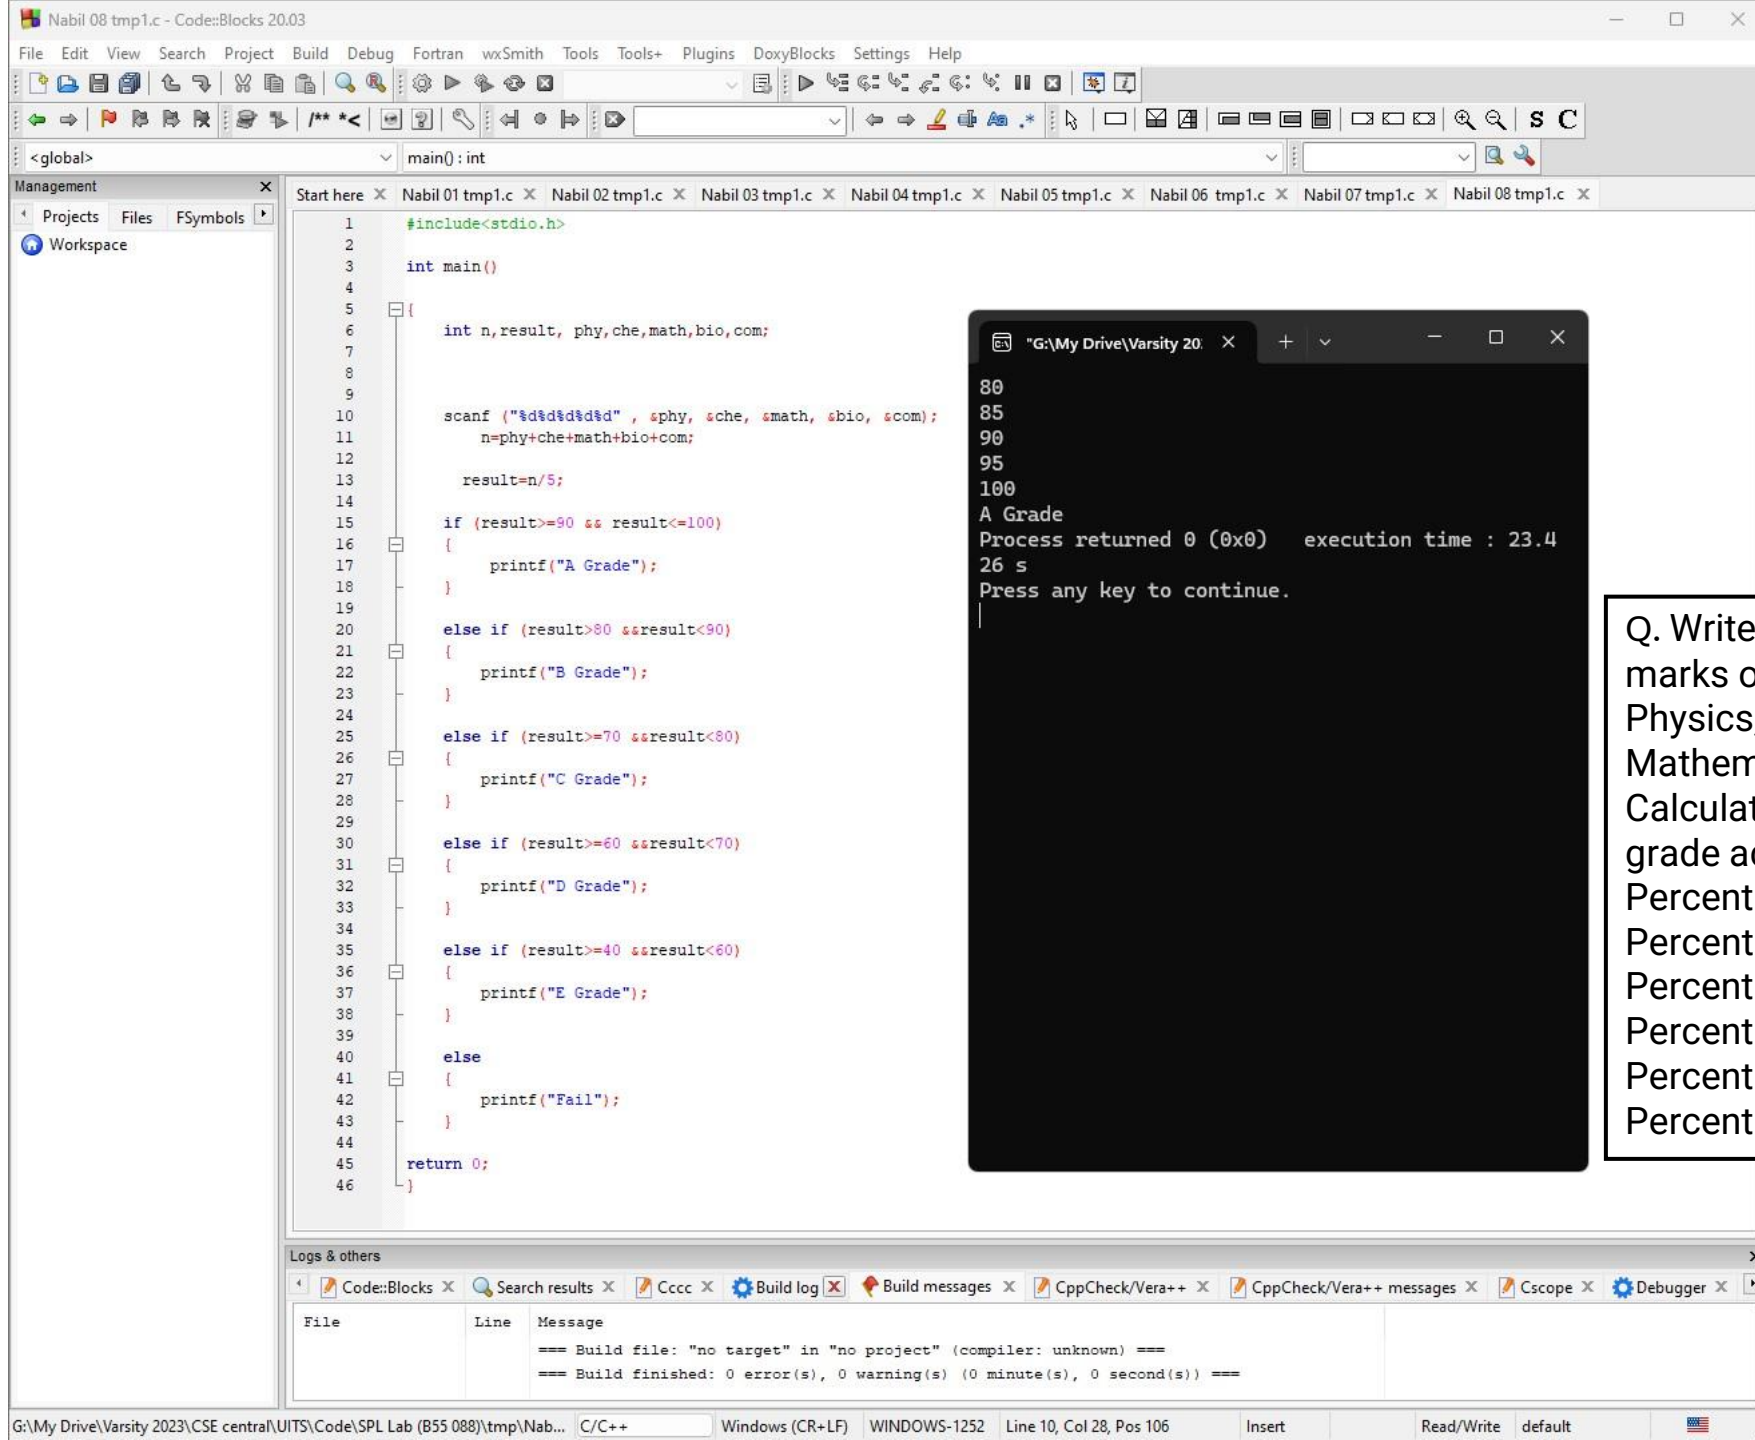 Nabil 08 tmp1.c - Code::Blocks 20.03
File Edit View Search Project Build Debug Fortran wxSmith Tools Tools+ Plugins DoxyBlocks Settings Help
/** *<
S C
<global>
main() : int
Management
Projects Files FSymbols
Workspace
Start here Nabil 01 tmp1.c Nabil 02 tmp1.c Nabil 03 tmp1.c Nabil 04 tmp1.c Nabil 05 tmp1.c Nabil 06 tmp1.c Nabil 07 tmp1.c Nabil 08 tmp1.c
1 #include<stdio.h>
2
3 int main()
4
5 {
6 int n,result, phy,che,math,bio,com;
7
8
9
10 scanf ("%d%d%d%d%d" , &phy, &che, &math, &bio, &com);
11 n=phy+che+math+bio+com;
12
13 result=n/5;
14
15 if (result>=90 && result<=100)
16 {
17 printf("A Grade");
18 }
19
20 else if (result>80 &&result<90)
21 {
22 printf("B Grade");
23 }
24
25 else if (result>=70 &&result<80)
26 {
27 printf("C Grade");
28 }
29
30 else if (result>=60 &&result<70)
31 {
32 printf("D Grade");
33 }
34
35 else if (result>=40 &&result<60)
36 {
37 printf("E Grade");
38 }
39
40 else
41 {
42 printf("Fail");
43 }
44
45 return 0;
46 }
"G:\My Drive\Varsity 20
80
85
90
95
100
A Grade
Process returned 0 (0x0) execution time : 23.4
26 s
Press any key to continue.
Q. Write
marks o
Physics,
Mathem
Calculat
grade a
Percent
Percent
Percent
Percent
Percent
Percent
Logs & others
Code::Blocks Search results Cccc Build log Build messages CppCheck/Vera++ CppCheck/Vera++ messages Cscope Debugger
File Line Message
=== Build file: "no target" in "no project" (compiler: unknown) ===
=== Build finished: 0 error(s), 0 warning(s) (0 minute(s), 0 second(s)) ===
G:\My Drive\Varsity 2023\CSE central\UITS\Code\SPL Lab (B55 088)\tmp\Nab... C/C++ Windows (CR+LF) WINDOWS-1252 Line 10, Col 28, Pos 106 Insert Read/Write default